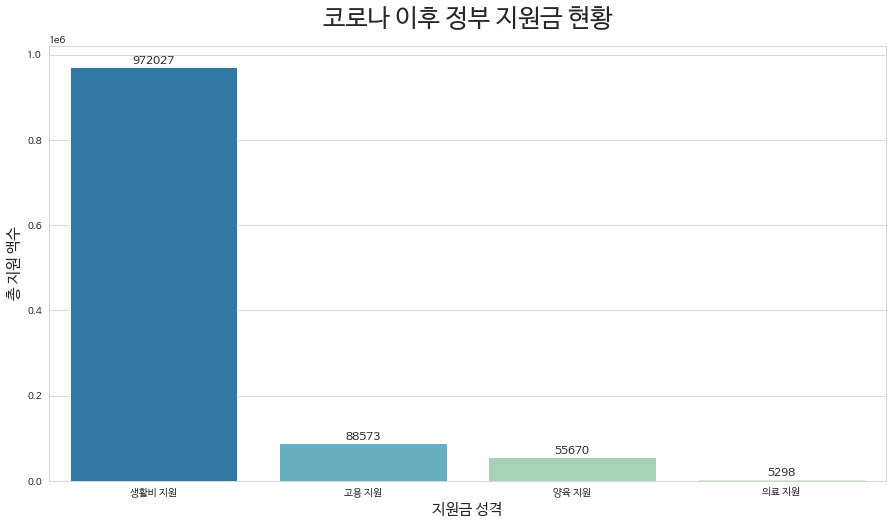 코로나 이후 정부 지원금 현황
1e6
1.0
0.8
0.6
0.4
0.2
0.0
총 지원 액수
972027
88573
55670
5298
생활비 지원
고용 지원
양육 지원
의료 지원
지원금 성격